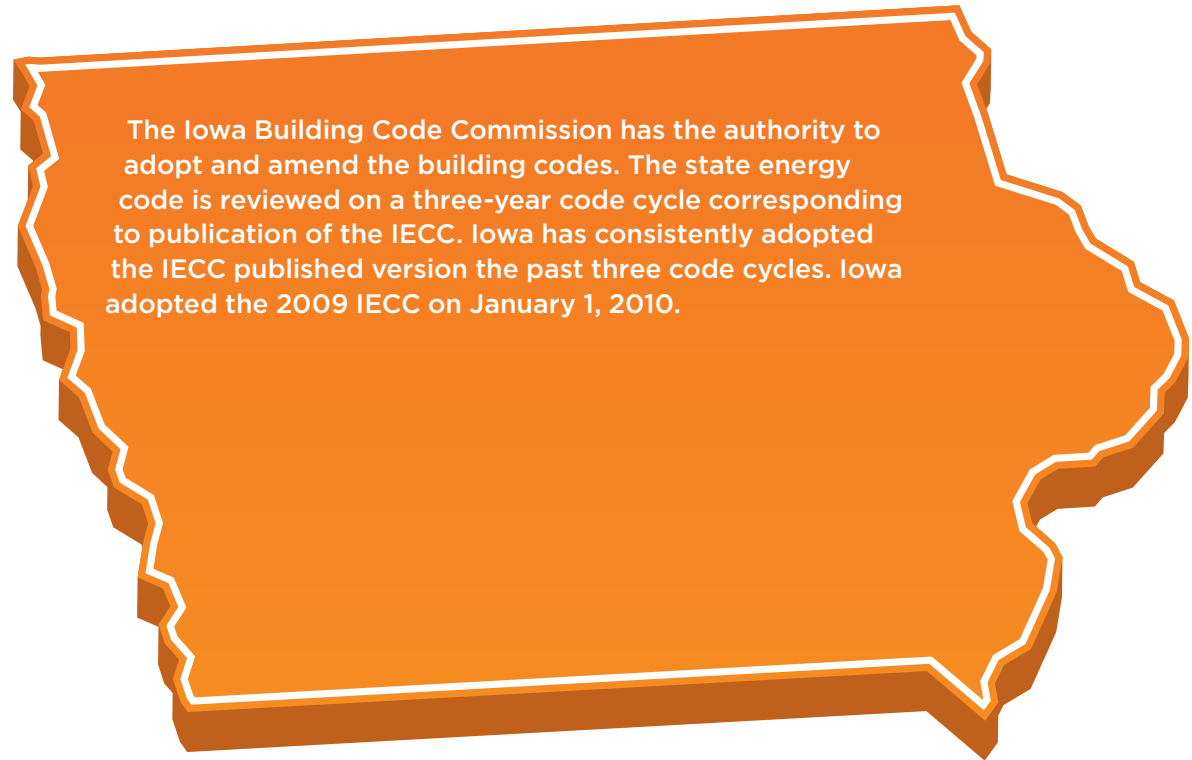 The Iowa Building Code Commission has the authority to
adopt and amend the building codes. The state energy
code is reviewed on a three-year code cycle corresponding
to publication of the IECC. Iowa has consistently adopted
the IECC published version the past three code cycles. Iowa
adopted the 2009 IECC on January 1, 2010.